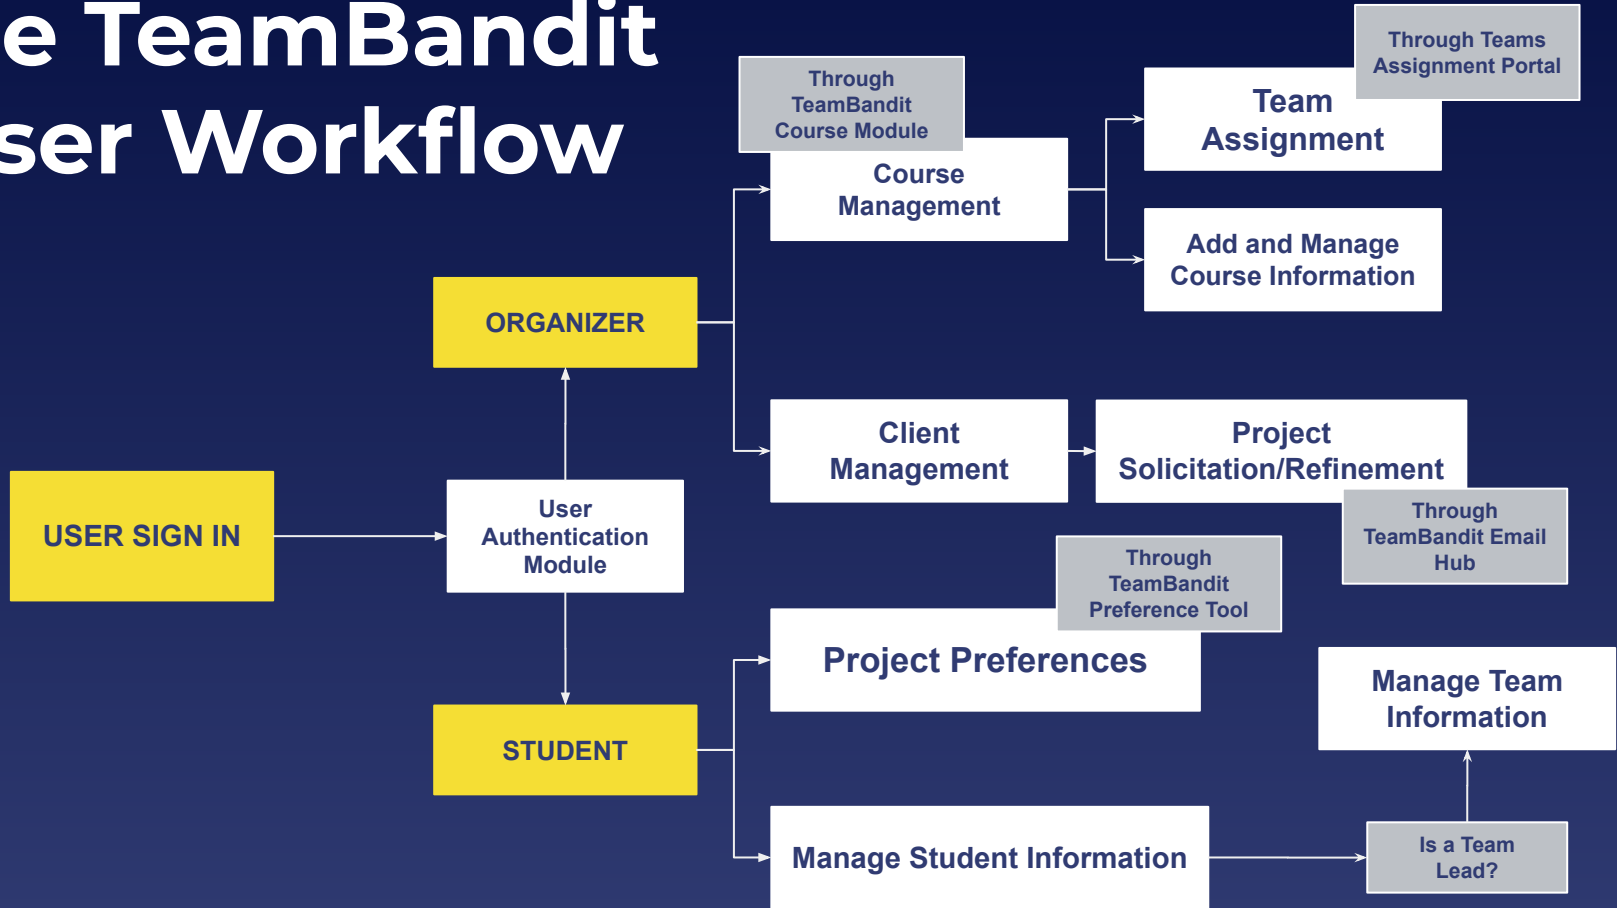 e TeamBandit
ser Workflow
Through Teams
Assignment Portal
Through
TeamBandit
Course Module
Team
Assignment
Course
Management
Add and Manage
Course Information
ORGANIZER
Client
Management
Project
Solicitation/Refinement
Through
TeamBandit Email
Hub
USER SIGN IN
User
Authentication
Module
Through
TeamBandit
Preference Tool
Project Preferences
Manage Team
Information
STUDENT
Manage Student Information
Is a Team
Lead?